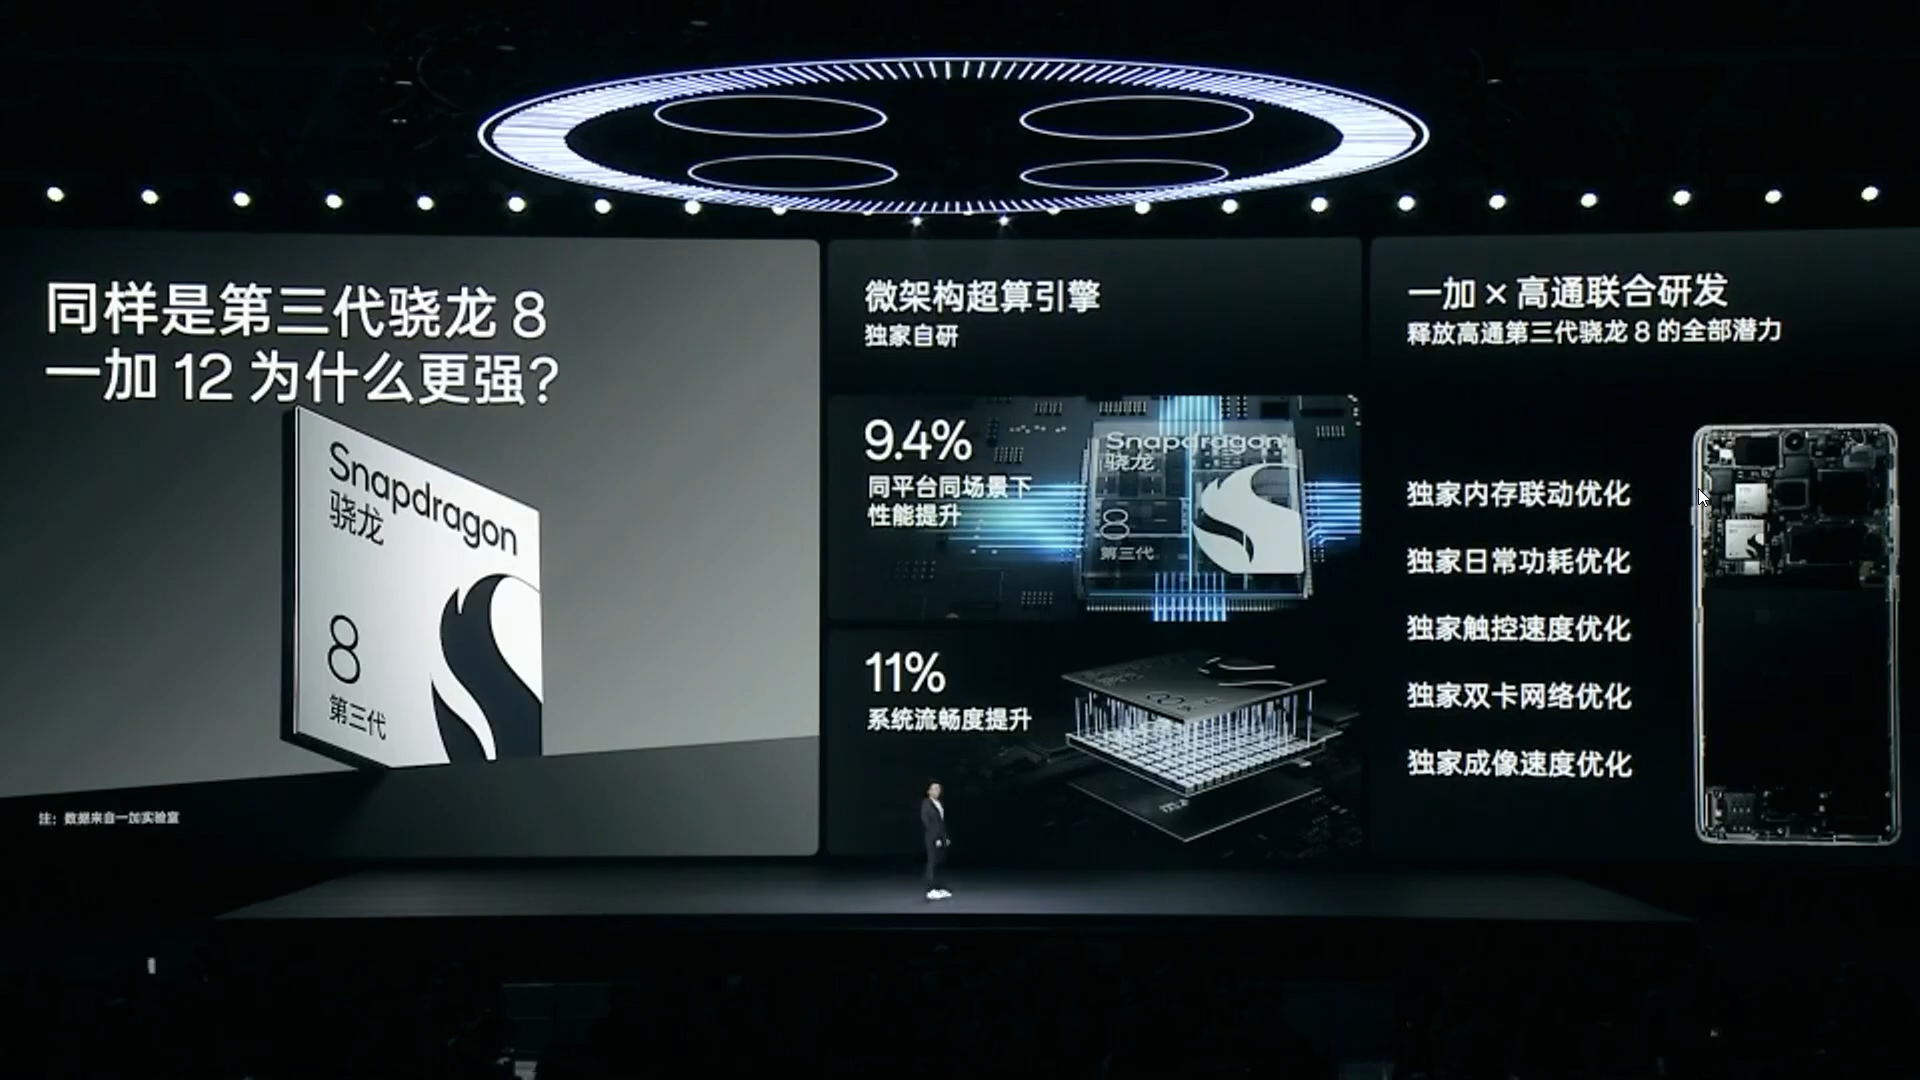 同样是第三代骁龙 8
一加 12 为什么更强?
Snapdragon
骁龙
8
第三代
注：数据来自一加实验室
微架构超算引擎
独家自研
9.4%
同平台同场景下
性能提升
Snapdragon
骁龙
8
第三代
11%
系统流畅度提升
一加 × 高通联合研发
释放高通第三代骁龙 8 的全部潜力
独家内存联动优化
独家日常功耗优化
独家触控速度优化
独家双卡网络优化
独家成像速度优化